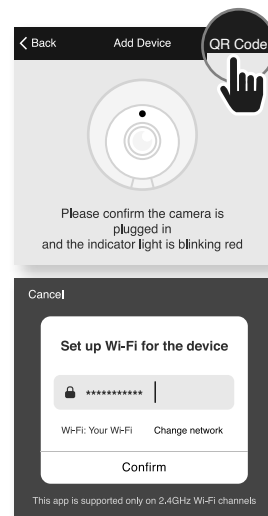 Back Add Device QR Code
Please confirm the camera is
plugged in
and the indicator light is blinking red
Cancel
Set up Wi-Fi for the device
***********
Wi-Fi: Your Wi-Fi Change network
Confirm
This app is supported only on 2.4GHz Wi-Fi channels